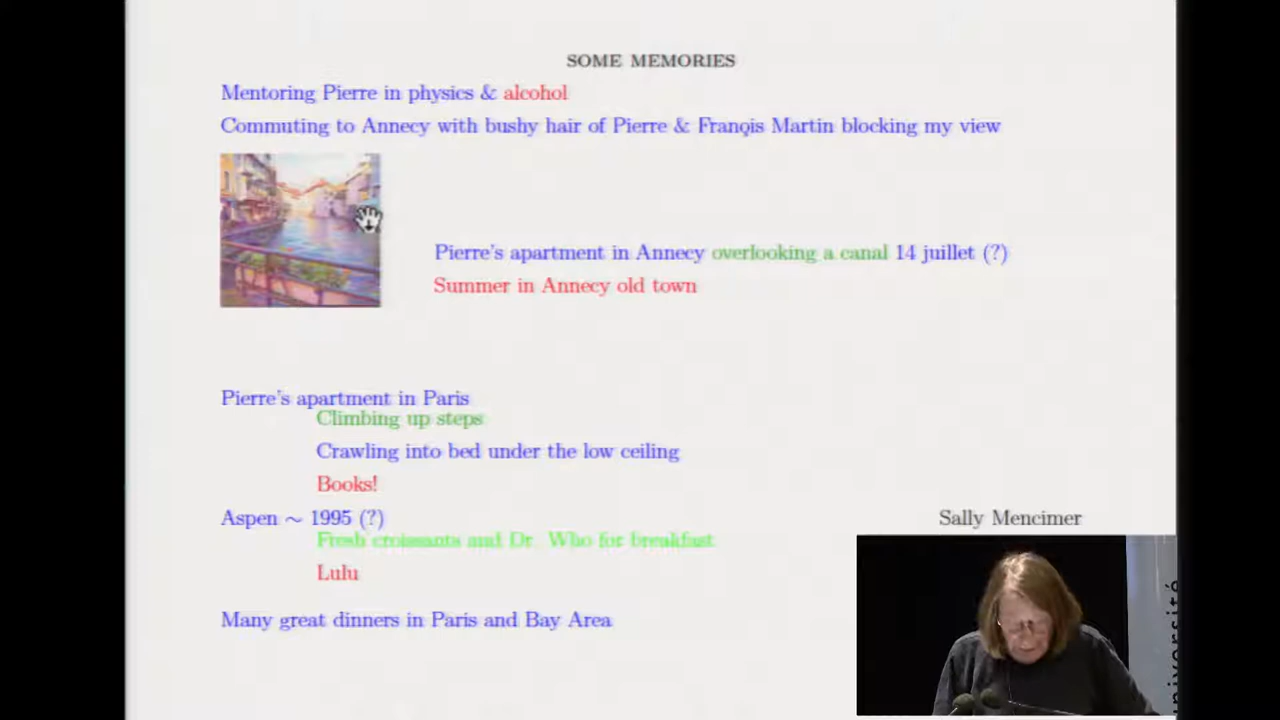 SOME MEMORIES
Mentoring Pierre in physics & alcohol
Commuting to Annecy with bushy hair of Pierre & Franqis Martin blocking my view
Pierre's apartment in Annecy overlooking a canal 14 juillet (?)
Summer in Annecy old town
Pierre's apartment in Paris
Climbing up steps
Crawling into bed under the low ceiling
Books!
Aspen ∼ 1995 (?)
Fresh croissants and Dr. Who for breakfast
Lulu
Many great dinners in Paris and Bay Area
Sally Mencimer
université